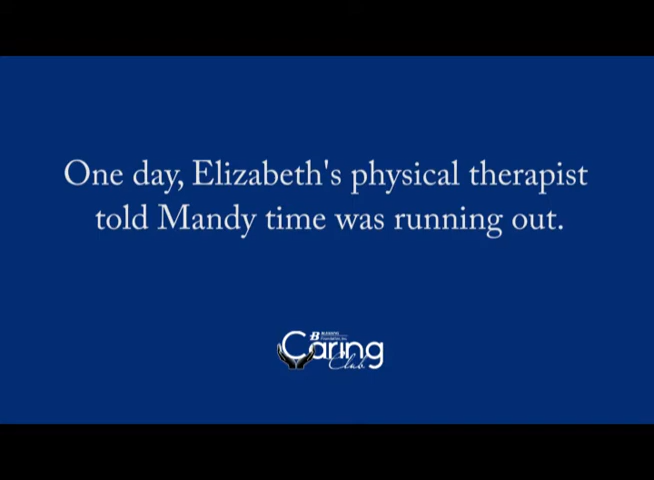 One day, Elizabeth's physical therapist
told Mandy time was running out.
Caring
Club